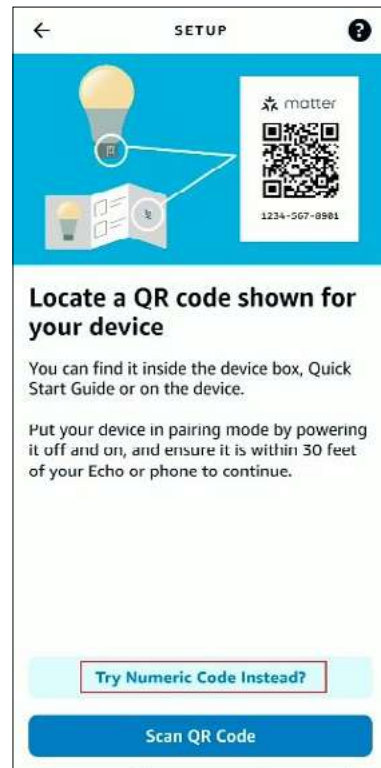 SETUP
matter
1234-567-8901
Locate a QR code shown for
your device
You can find it inside the device box, Quick
Start Guide or on the device.
Put your device in pairing mode by powering
it off and on, and ensure it is within 30 feet
of your Echo or phone to continue.
Try Numeric Code Instead?
Scan QR Code